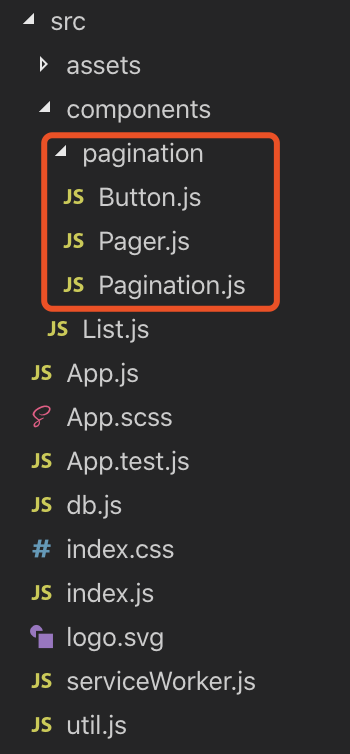 src
assets
components
pagination
JS Button.js
JS Pager.js
JS Pagination.js
JS List.js
JS App.js
App.scss
JS App.test.js
JS db.js
# index.css
JS index.js
logo.svg
JS serviceWorker.js
JS util.js